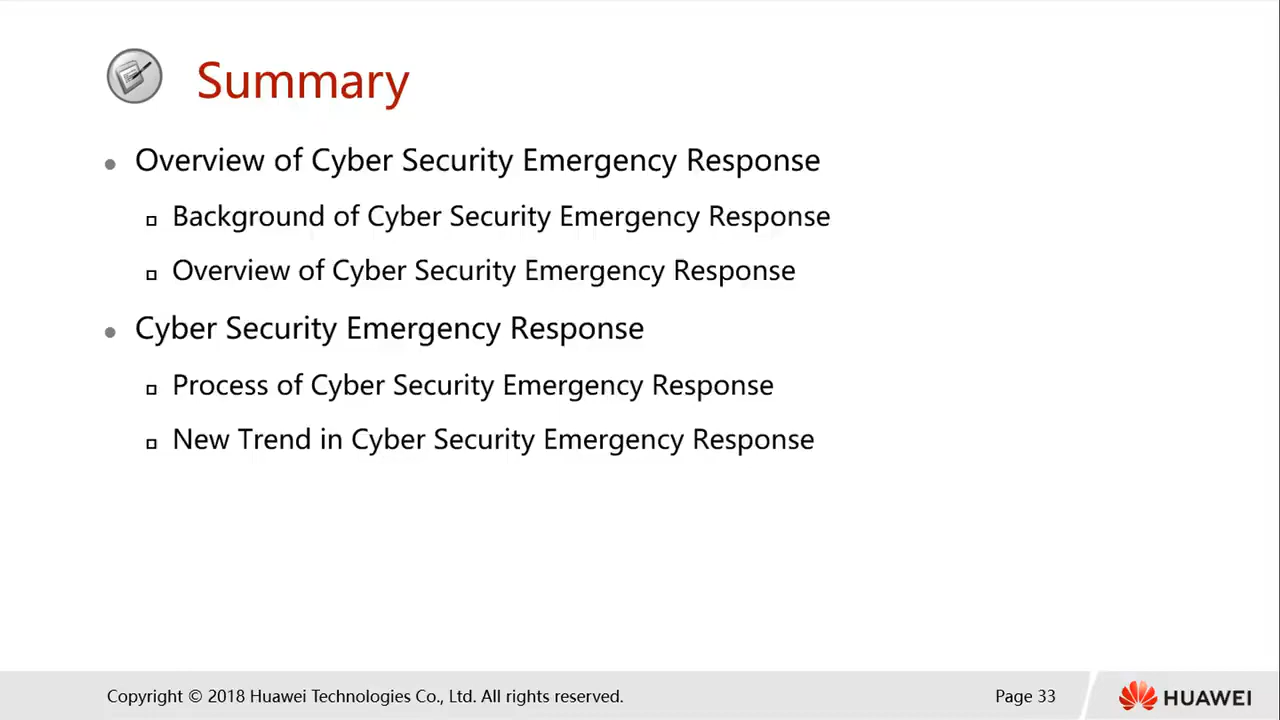 Summary
Overview of Cyber Security Emergency Response
Background of Cyber Security Emergency Response
Overview of Cyber Security Emergency Response
Cyber Security Emergency Response
Process of Cyber Security Emergency Response
New Trend in Cyber Security Emergency Response
Copyright © 2018 Huawei Technologies Co., Ltd. All rights reserved.
Page 33
HUAWEI